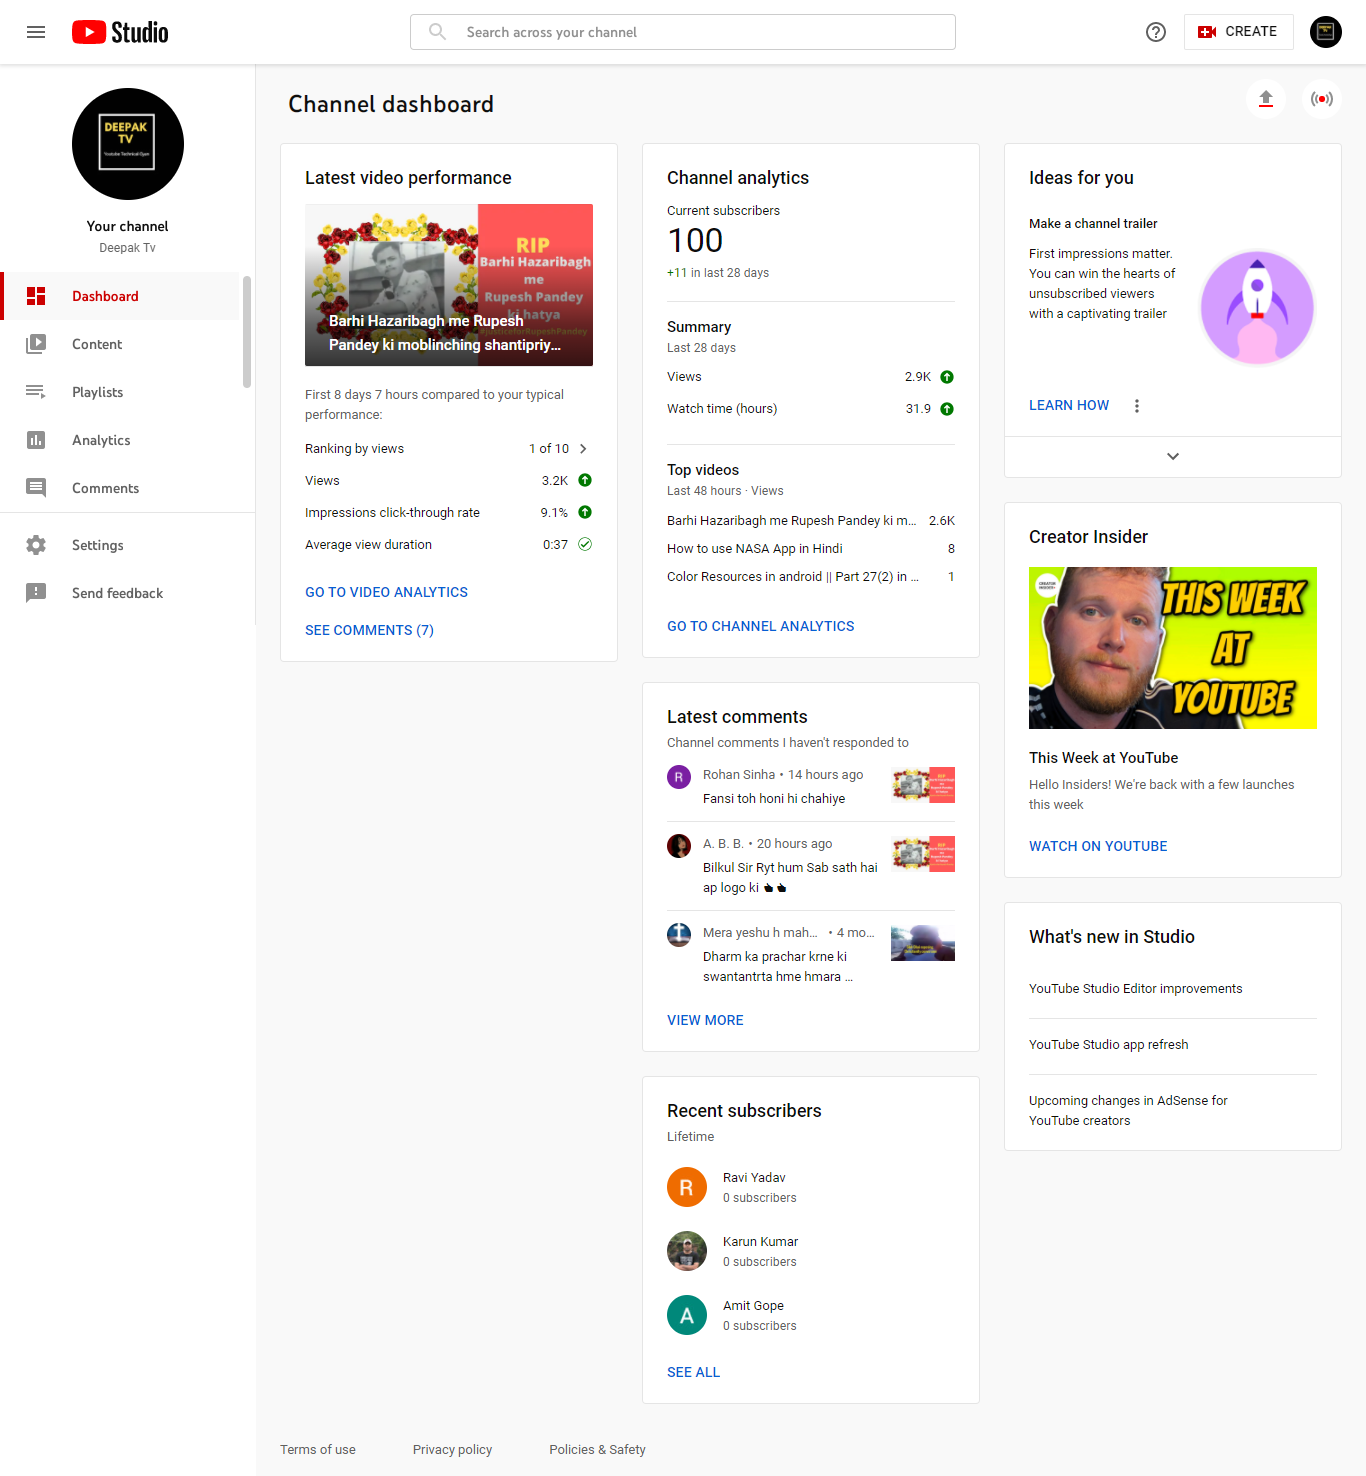 Studio
Search across your channel
CREATE
DEEPAK
TV
Youtube Technical Gyan
Your channel
Deepak Tv
Dashboard
Content
Playlists
Analytics
Comments
Settings
Send feedback
Channel dashboard
Latest video performance
RIP
Barhi Hazaribagh
me
Rupesh Pandey
ki hatya
#justiceforRupeshPandey
Barhi Hazaribagh me Rupesh
Pandey ki moblinching shantipriy...
First 8 days 7 hours compared to your typical
performance:
Ranking by views 1 of 10
Views 3.2K
Impressions click-through rate 9.1%
Average view duration 0:37
GO TO VIDEO ANALYTICS
SEE COMMENTS (7)
Channel analytics
Current subscribers
100
+11 in last 28 days
Summary
Last 28 days
Views 2.9K
Watch time (hours) 31.9
Top videos
Last 48 hours · Views
Barhi Hazaribagh me Rupesh Pandey ki m... 2.6K
How to use NASA App in Hindi 8
Color Resources in android || Part 27(2) in ... 1
GO TO CHANNEL ANALYTICS
Latest comments
Channel comments I haven't responded to
R
Rohan Sinha • 14 hours ago
Fansi toh honi hi chahiye
A. B. B. • 20 hours ago
Bilkul Sir Ryt hum Sab sath hai
ap logo ki
Mera yeshu h mah... • 4 mo...
Dharm ka prachar krne ki
swantantrta hme hmara ...
VIEW MORE
Recent subscribers
Lifetime
R
Ravi Yadav
0 subscribers
Karun Kumar
0 subscribers
A
Amit Gope
0 subscribers
SEE ALL
Ideas for you
Make a channel trailer
First impressions matter.
You can win the hearts of
unsubscribed viewers
with a captivating trailer
LEARN HOW
Creator Insider
CREATOR
INSIDER
THIS WEEK
AT
YOUTUBE
This Week at YouTube
Hello Insiders! We're back with a few launches
this week
WATCH ON YOUTUBE
What's new in Studio
YouTube Studio Editor improvements
YouTube Studio app refresh
Upcoming changes in AdSense for
YouTube creators
Terms of use Privacy policy Policies & Safety